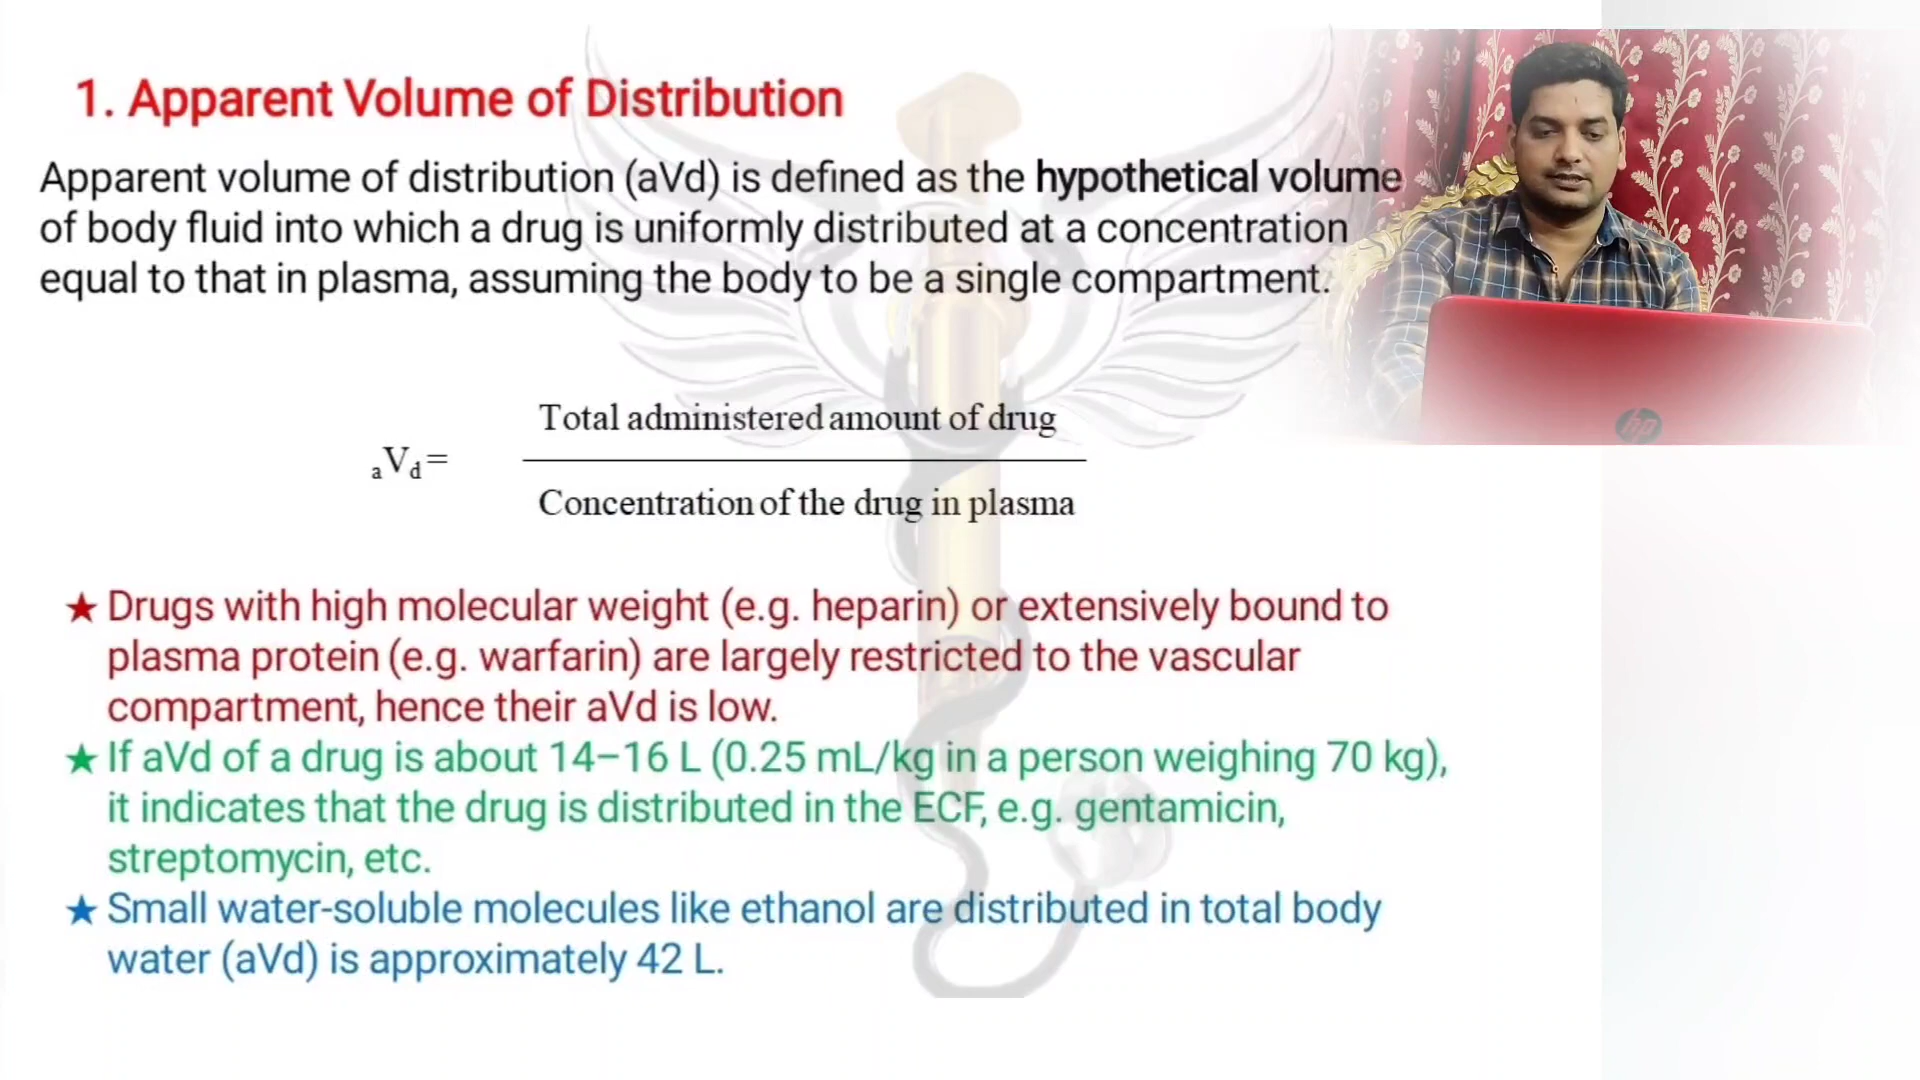 1. Apparent Volume of Distribution
Apparent volume of distribution (aVd) is defined as the hypothetical volume
of body fluid into which a drug is uniformly distributed at a concentration
equal to that in plasma, assuming the body to be a single compartment.
Total administered amount of drug
aVd=
Concentration of the drug in plasma
★ Drugs with high molecular weight (e.g. heparin) or extensively bound to
plasma protein (e.g. warfarin) are largely restricted to the vascular
compartment, hence their aVd is low.
★ If aVd of a drug is about 14–16 L (0.25 mL/kg in a person weighing 70 kg),
it indicates that the drug is distributed in the ECF, e.g. gentamicin,
streptomycin, etc.
★ Small water-soluble molecules like ethanol are distributed in total body
water (aVd) is approximately 42 L.
hp